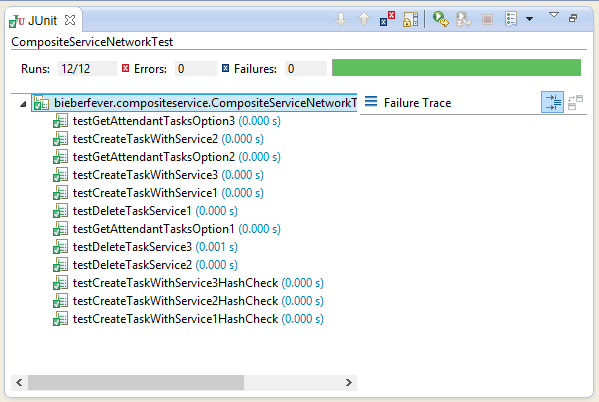 JUnit
CompositeServiceNetworkTest
Runs: 12/12 Errors: 0 Failures: 0
bieberfever.compositeservice.CompositeServiceNetworkT
Failure Trace
testGetAttendantTasksOption3 (0.000 s)
testCreateTaskWithService2 (0.000 s)
testGetAttendantTasksOption2 (0.000 s)
testCreateTaskWithService3 (0.000 s)
testCreateTaskWithService1 (0.000 s)
testDeleteTaskService1 (0.000 s)
testGetAttendantTasksOption1 (0.000 s)
testDeleteTaskService3 (0.001 s)
testDeleteTaskService2 (0.000 s)
testCreateTaskWithService3HashCheck (0.000 s)
testCreateTaskWithService2HashCheck (0.000 s)
testCreateTaskWithService1HashCheck (0.000 s)